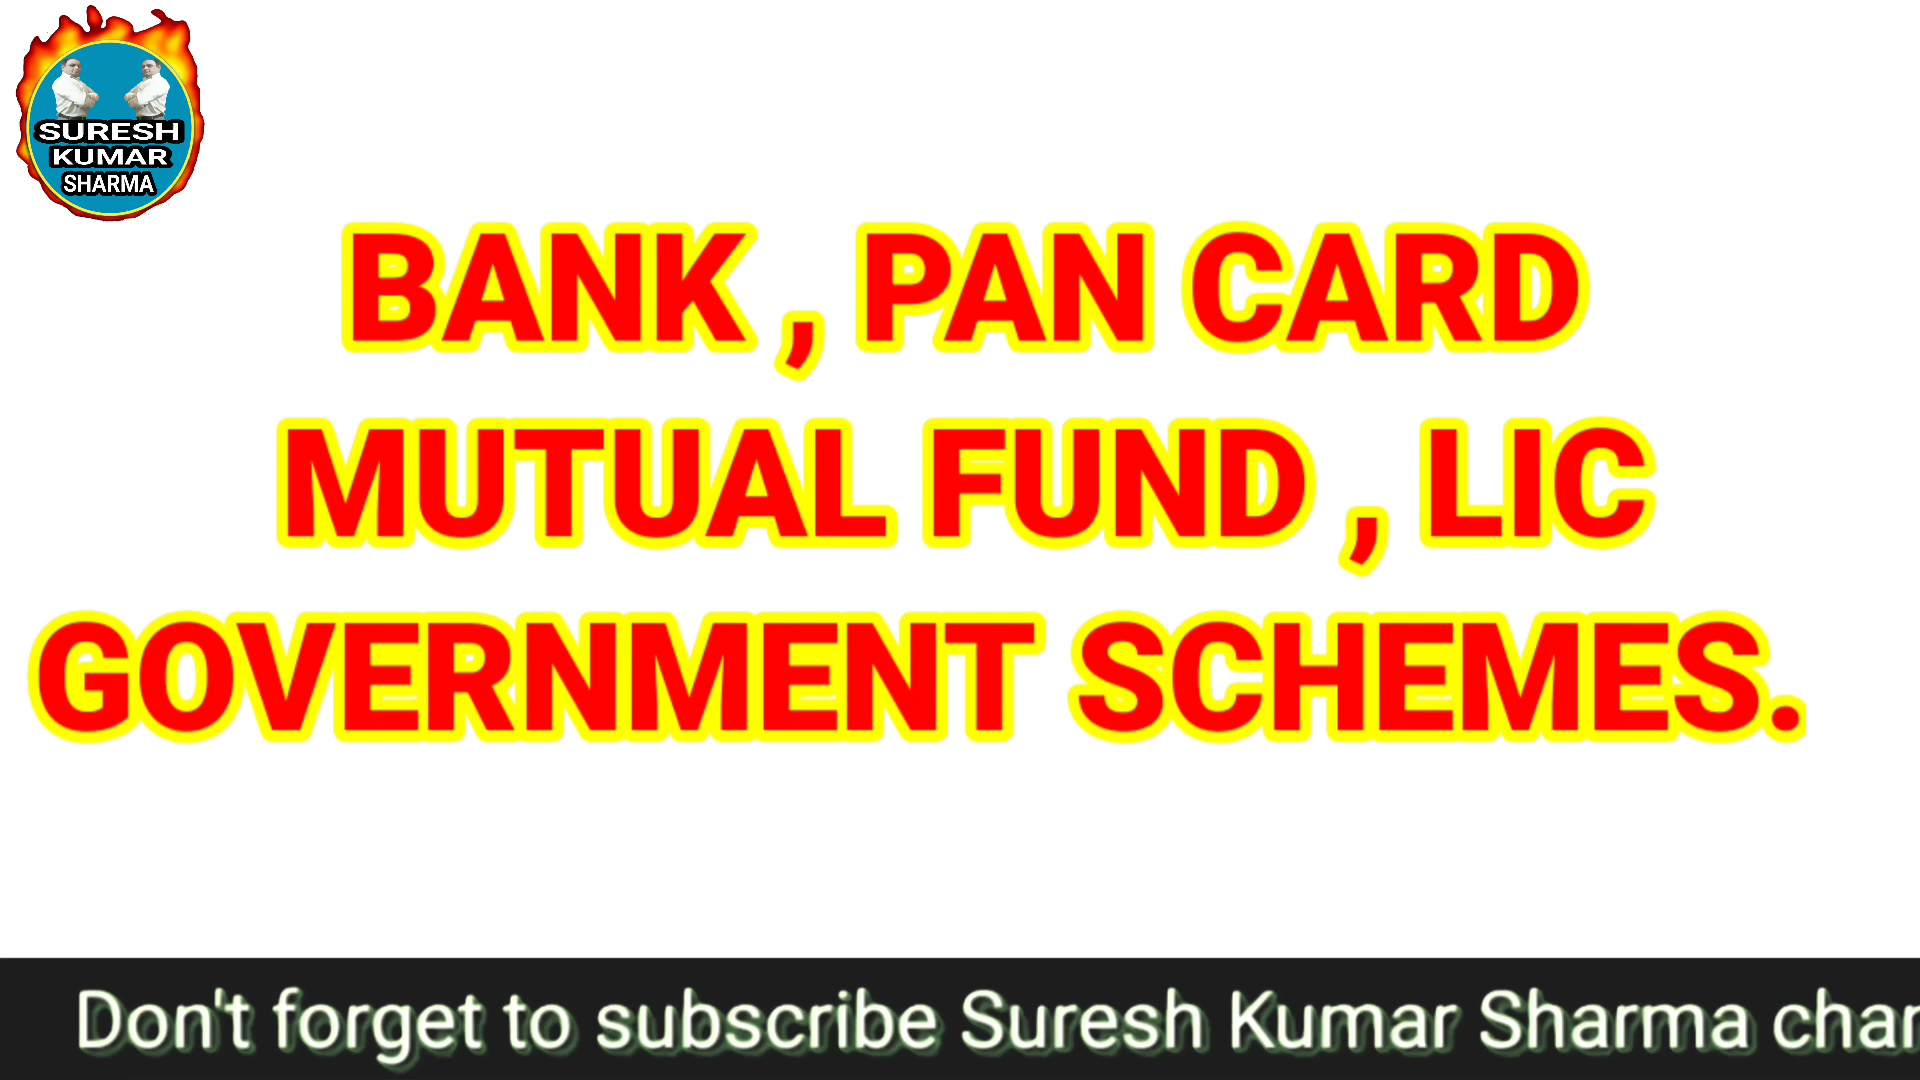 SURESH
KUMAR
SHARMA
BANK , PAN CARD
MUTUAL FUND , LIC
GOVERNMENT SCHEMES.
Don't forget to subscribe Suresh Kumar Sharma